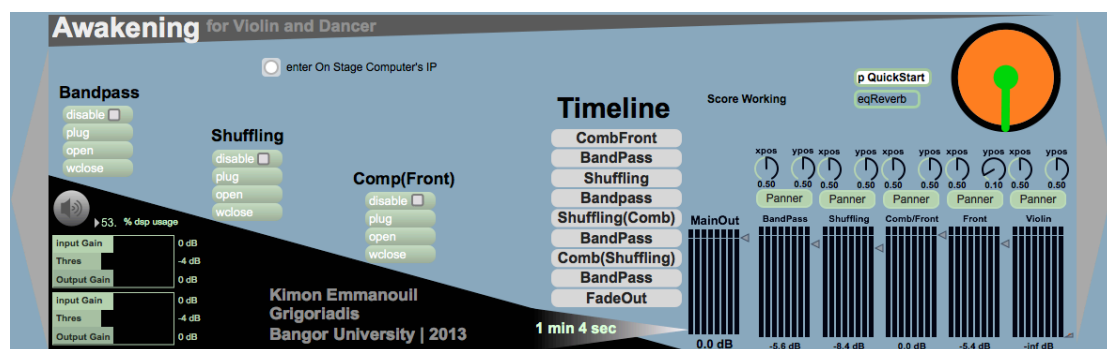 Awakening for Violin and Dancer
enter On Stage Computer's IP
Bandpass
disable
plug
open
wclose
Shuffling
disable
plug
open
wclose
Comp(Front)
disable
plug
open
wclose
53. % dsp usage
Input Gain 0 dB
Thres -4 dB
Output Gain 0 dB
Input Gain 0 dB
Thres -4 dB
Output Gain 0 dB
Kimon Emmanouil
Grigoriadis
Bangor University | 2013
Timeline
CombFront
BandPass
Shuffling
Bandpass
Shuffling(Comb)
BandPass
Comb(Shuffling)
BandPass
FadeOut
1 min 4 sec
Score Working
p QuickStart
eqReverb
xpos ypos xpos ypos xpos ypos xpos ypos xpos ypos
0.50 0.50 0.50 0.50 0.50 0.50 0.50 0.10 0.50 0.50
Panner Panner Panner Panner Panner
MainOut BandPass Shuffling Comb/Front Front Violin
0.0 dB -5.6 dB -8.4 dB 0.0 dB -5.4 dB -inf dB